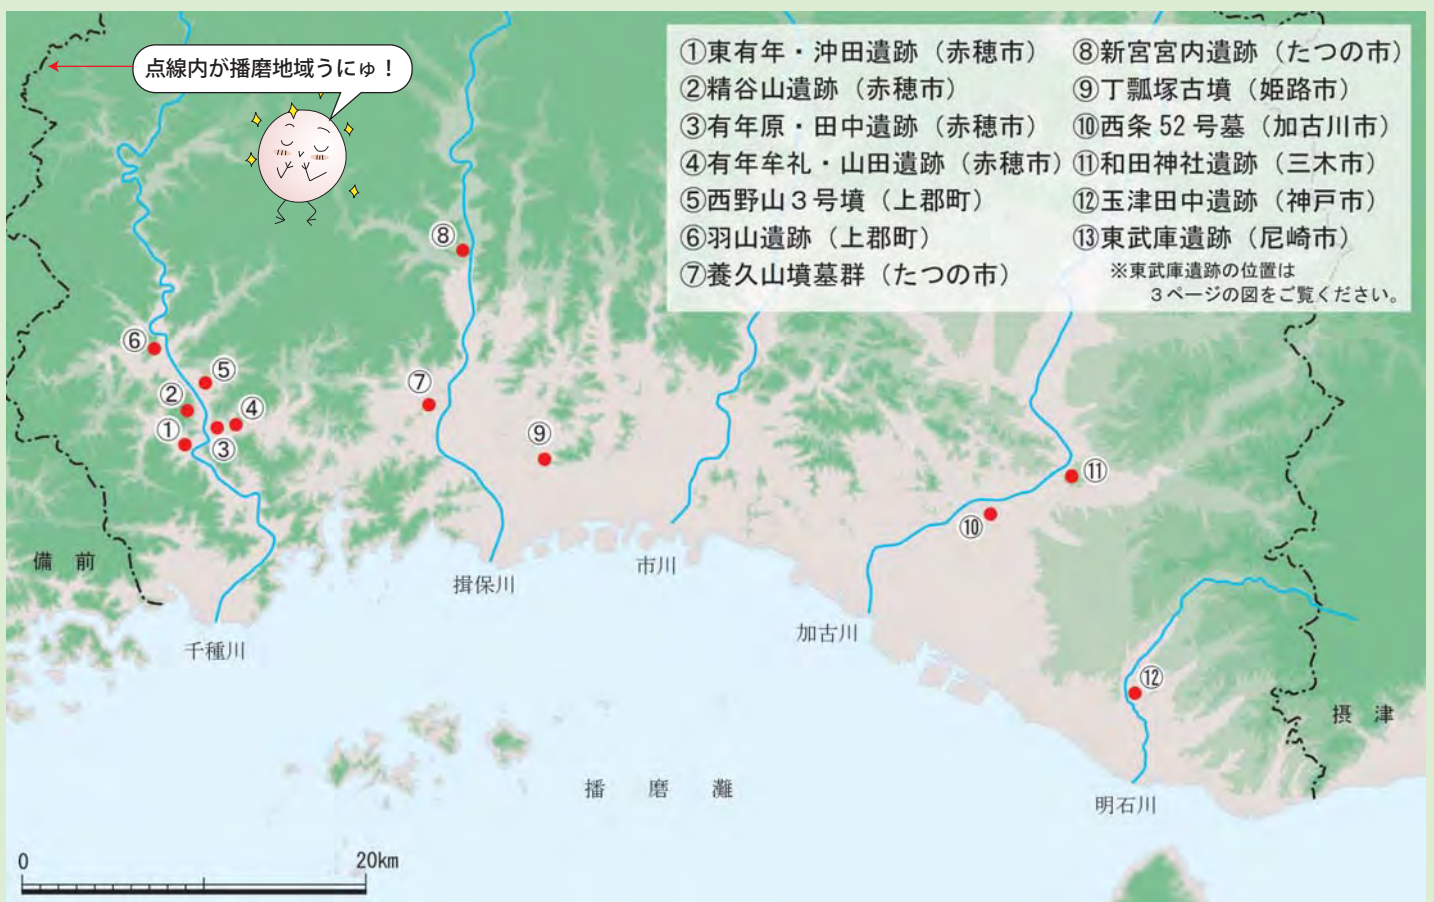 点線内が播磨地域うにゅ！
①東有年・沖田遺跡（赤穂市）
②精谷山遺跡（赤穂市）
③有年原・田中遺跡（赤穂市）
④有年牟礼・山田遺跡（赤穂市）
⑤西野山３号墳（上郡町）
⑥羽山遺跡（上郡町）
⑦養久山墳墓群（たつの市）
⑧新宮宮内遺跡（たつの市）
⑨丁瓢塚古墳（姫路市）
⑩西条 52 号墓（加古川市）
⑪和田神社遺跡（三木市）
⑫玉津田中遺跡（神戸市）
⑬東武庫遺跡（尼崎市）
※東武庫遺跡の位置は
３ページの図をご覧ください。
⑧
⑥
⑤
②
④
①
③
⑦
⑨
⑪
⑩
⑫
備前
千種川
揖保川
市川
加古川
明石川
摂津
播磨灘
0
20km